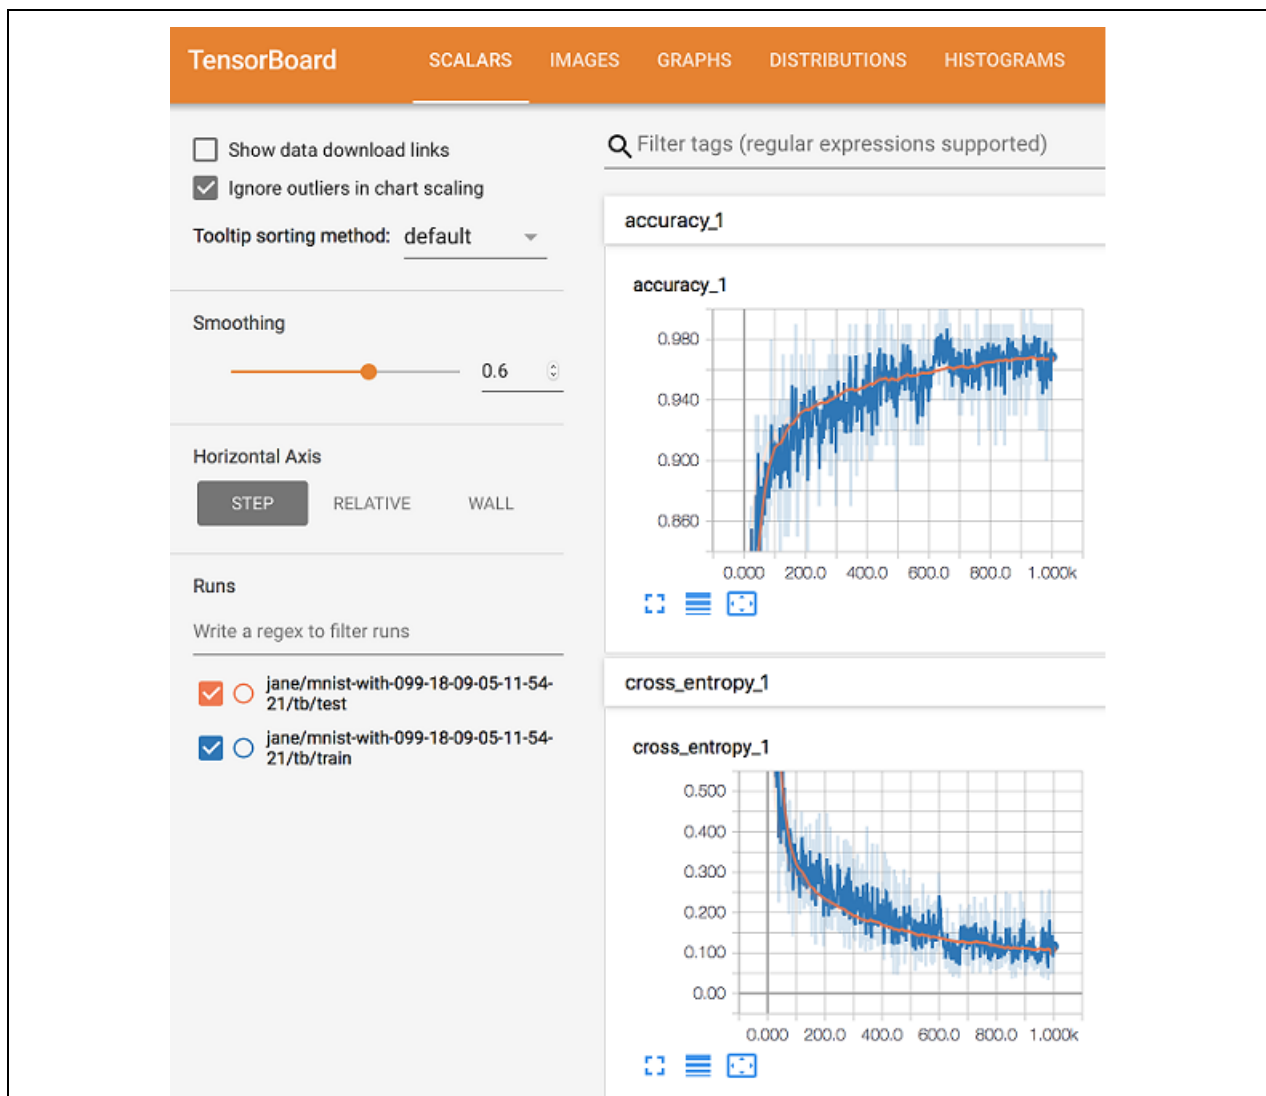 TensorBoard SCALARS IMAGES GRAPHS DISTRIBUTIONS HISTOGRAMS
Show data download links
Ignore outliers in chart scaling
Tooltip sorting method: default
Smoothing
0.6
Horizontal Axis
STEP RELATIVE WALL
Runs
Write a regex to filter runs
jane/mnist-with-099-18-09-05-11-54-
21/tb/test
jane/mnist-with-099-18-09-05-11-54-
21/tb/train
Filter tags (regular expressions supported)
accuracy_1
accuracy_1
0.980
0.940
0.900
0.860
0.000 200.0 400.0 600.0 800.0 1.000k
cross_entropy_1
cross_entropy_1
0.500
0.400
0.300
0.200
0.100
0.00
0.000 200.0 400.0 600.0 800.0 1.000k